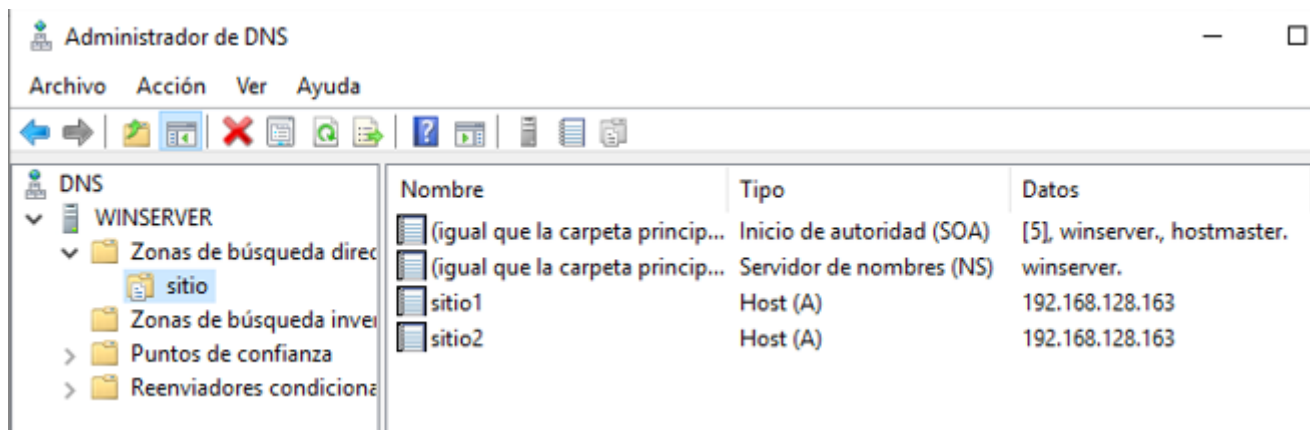 Administrador de DNS
Archivo Acción Ver Ayuda
DNS
WINSERVER
Zonas de búsqueda direc
sitio
Zonas de búsqueda inver
Puntos de confianza
Reenviadores condiciona
Nombre Tipo Datos
(igual que la carpeta princip... Inicio de autoridad (SOA) [5], winserver., hostmaster.
(igual que la carpeta princip... Servidor de nombres (NS) winserver.
sitio1 Host (A) 192.168.128.163
sitio2 Host (A) 192.168.128.163